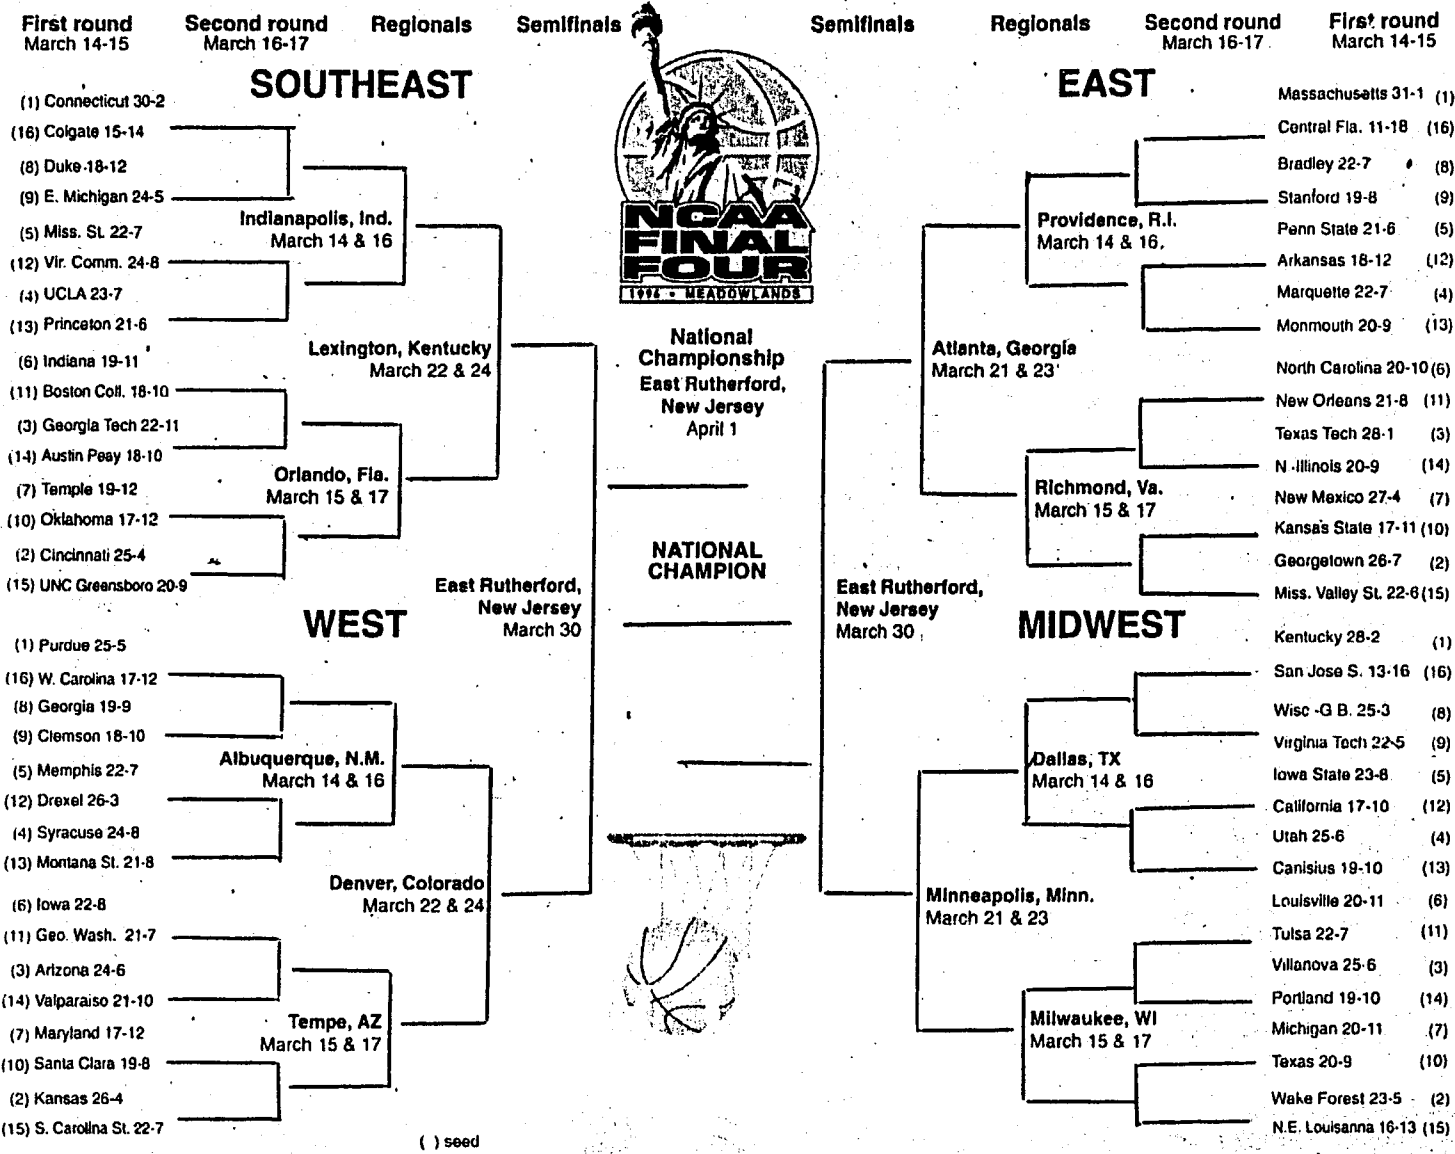 First round
March 14-15
Second round
March 16-17
Regionals
Semifinals
Semifinals
Regionals
Second round
March 16-17
First round
March 14-15
SOUTHEAST
(1) Connecticut 30-2
(16) Colgate 15-14
(8) Duke 18-12
(9) E. Michigan 24-5
(5) Miss. St. 22-7
(12) Vir. Comm. 24-8
(4) UCLA 23-7
(13) Princeton 21-6
(6) Indiana 19-11
(11) Boston Coll. 18-10
(3) Georgia Tech 22-11
(14) Austin Peay 18-10
(7) Temple 19-12
(10) Oklahoma 17-12
(2) Cincinnati 25-4
(15) UNC Greensboro 20-9
Indianapolis, Ind.
March 14 & 16
Lexington, Kentucky
March 22 & 24
Orlando, Fla.
March 15 & 17
WEST
(1) Purdue 25-5
(16) W. Carolina 17-12
(8) Georgia 19-9
(9) Clemson 18-10
(5) Memphis 22-7
(12) Drexel 26-3
(4) Syracuse 24-8
(13) Montana St. 21-8
(6) Iowa 22-8
(11) Geo. Wash. 21-7
(3) Arizona 24-6
(14) Valparaiso 21-10
(7) Maryland 17-12
(10) Santa Clara 19-8
(2) Kansas 26-4
(15) S. Carolina St. 22-7
Albuquerque, N.M.
March 14 & 16
Denver, Colorado
March 22 & 24
Tempe, AZ
March 15 & 17
( ) seed
East Rutherford,
New Jersey
March 30
NCAA
FINAL
FOUR
1996 • MEADOWLANDS
National
Championship
East Rutherford,
New Jersey
April 1
NATIONAL
CHAMPION
East Rutherford,
New Jersey
March 30
EAST
Massachusetts 31-1 (1)
Central Fla. 11-18 (16)
Bradley 22-7 (8)
Stanford 19-8 (9)
Penn State 21-6 (5)
Arkansas 18-12 (12)
Marquette 22-7 (4)
Monmouth 20-9 (13)
North Carolina 20-10 (6)
New Orleans 21-8 (11)
Texas Tech 28-1 (3)
N. Illinois 20-9 (14)
New Mexico 27-4 (7)
Kansas State 17-11 (10)
Georgetown 26-7 (2)
Miss. Valley St. 22-6 (15)
Providence, R.I.
March 14 & 16.
Atlanta, Georgia
March 21 & 23
Richmond, Va.
March 15 & 17
MIDWEST
Kentucky 28-2 (1)
San Jose S. 13-16 (16)
Wisc -G B. 25-3 (8)
Virginia Tech 22-5 (9)
Iowa State 23-8 (5)
California 17-10 (12)
Utah 25-6 (4)
Canisius 19-10 (13)
Louisville 20-11 (6)
Tulsa 22-7 (11)
Villanova 25-6 (3)
Portland 19-10 (14)
Michigan 20-11 (7)
Texas 20-9 (10)
Wake Forest 23-5 (2)
N.E. Louisanna 16-13 (15)
Dallas, TX
March 14 & 16
Minneapolis, Minn.
March 21 & 23
Milwaukee, WI
March 15 & 17